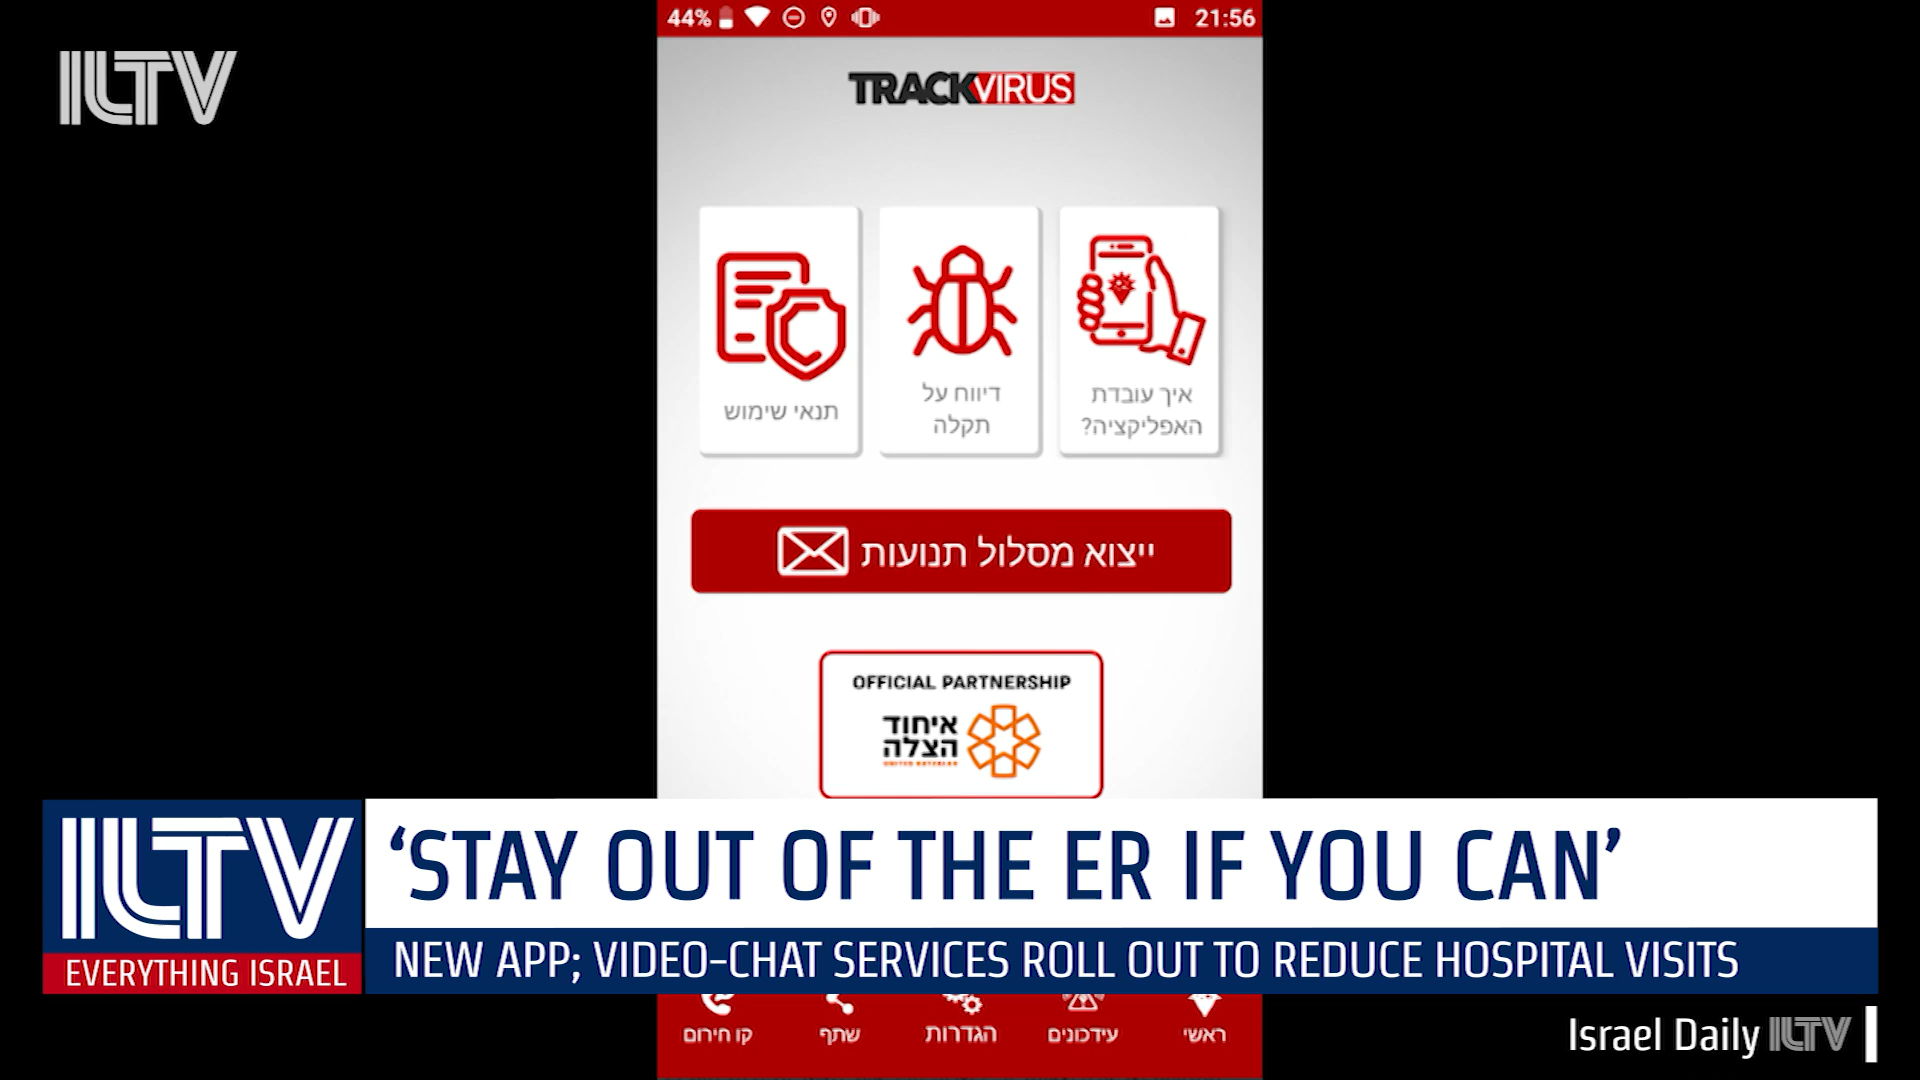 44%
21:56
ILTV
TRACKVIRUS
איך עובדת
האפליקציה?
דיווח על
תקלה
תנאי שימוש
ייצוא מסלול תנועות
OFFICIAL PARTNERSHIP
איחוד
הצלה
UNITED HATZALAH
ILTV
EVERYTHING ISRAEL
‘STAY OUT OF THE ER IF YOU CAN’
NEW APP; VIDEO-CHAT SERVICES ROLL OUT TO REDUCE HOSPITAL VISITS
ראשי
עידכונים
הגדרות
שתף
קו חירום
Israel Daily ILTV